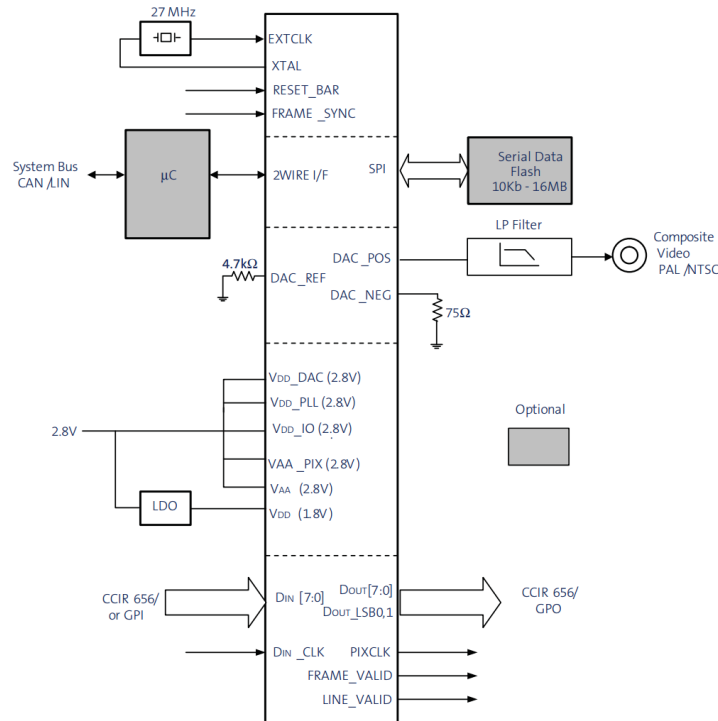 27 MHz
EXTCLK
XTAL
RESET_BAR
FRAME _SYNC
System Bus
CAN /LIN
μC
2WIRE I/F
SPI
Serial Data
Flash
10Kb - 16MB
LP Filter
4.7kΩ
DAC_REF
DAC _POS
DAC _NEG
75Ω
Composite
Video
PAL /NTSC
2.8V
VDD_DAC (2.8V)
VDD_PLL (2.8V)
VDD_IO (2.8V)
VAA _PIX (2.8V)
VAA (2.8V)
VDD (1.8V)
LDO
Optional
CCIR 656/
or GPI
DIN [7:0]
DOUT[7:0]
DOUT_LSB0,1
CCIR 656/
GPO
DIN _CLK
PIXCLK
FRAME_VALID
LINE_VALID